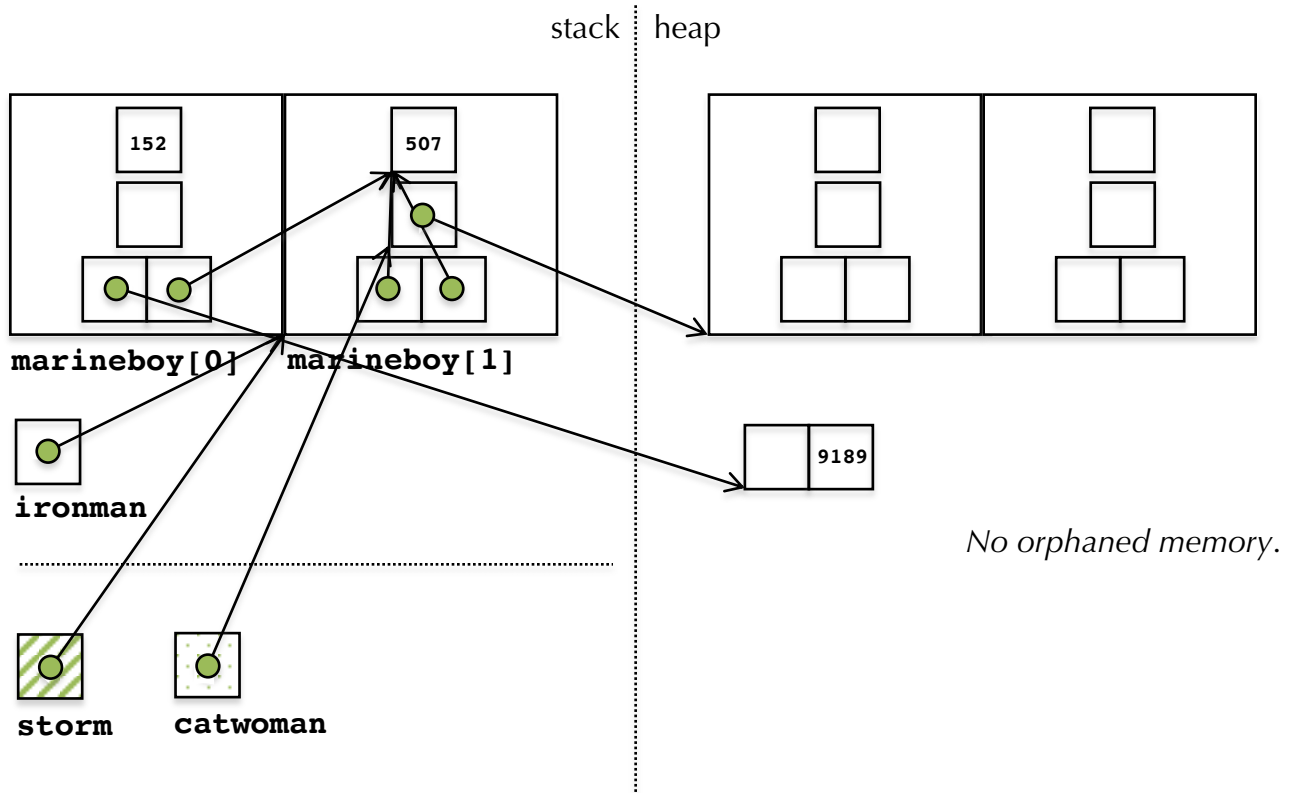 stack heap
152 507
marineboy[0] marineboy[1]
9189
ironman
No orphaned memory.
storm catwoman